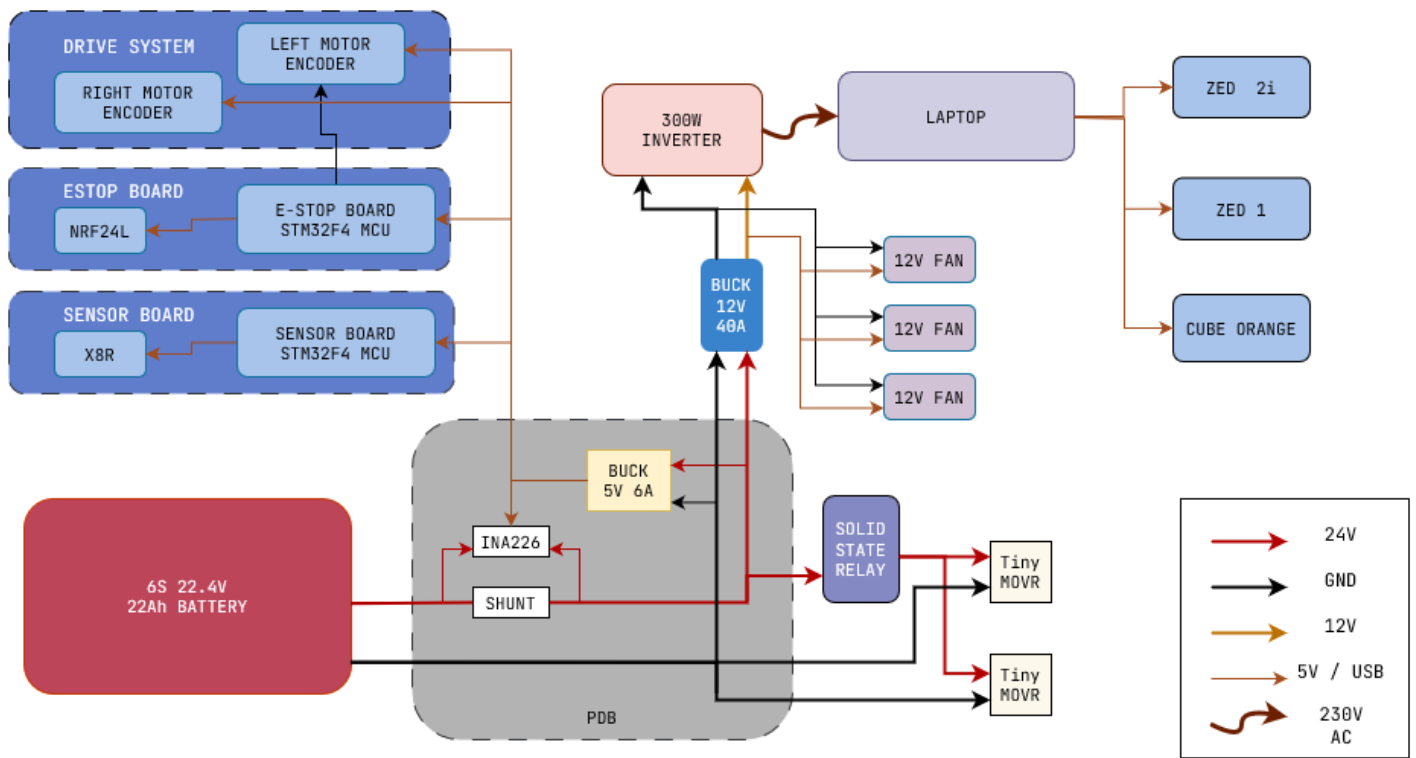 DRIVE SYSTEM
LEFT MOTOR
ENCODER
RIGHT MOTOR
ENCODER
ESTOP BOARD
NRF24L
E-STOP BOARD
STM32F4 MCU
SENSOR BOARD
X8R
SENSOR BOARD
STM32F4 MCU
300W
INVERTER
LAPTOP
ZED 2i
ZED 1
CUBE ORANGE
BUCK
12V
40A
12V FAN
12V FAN
12V FAN
BUCK
5V 6A
INA226
SHUNT
PDB
6S 22.4V
22Ah BATTERY
SOLID
STATE
RELAY
Tiny
MOVR
Tiny
MOVR
24V
GND
12V
5V / USB
230V
AC